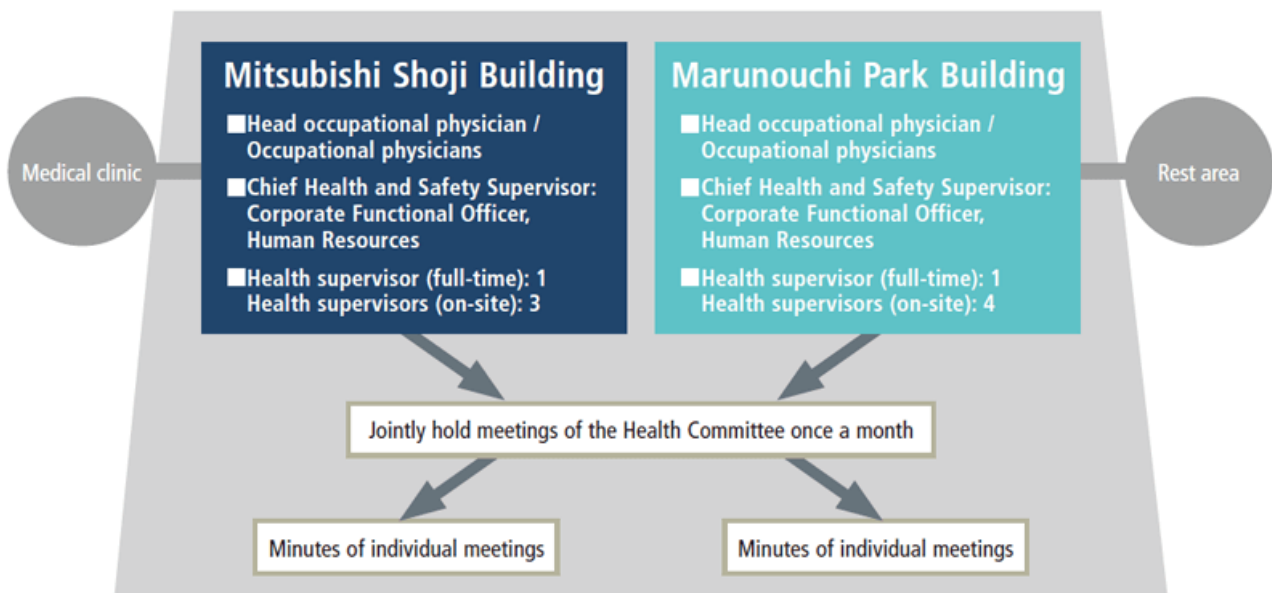 Medical clinic
Mitsubishi Shoji Building
Head occupational physician /
Occupational physicians
Chief Health and Safety Supervisor:
Corporate Functional Officer,
Human Resources
Health supervisor (full-time): 1
Health supervisors (on-site): 3
Marunouchi Park Building
Head occupational physician /
Occupational physicians
Chief Health and Safety Supervisor:
Corporate Functional Officer,
Human Resources
Health supervisor (full-time): 1
Health supervisors (on-site): 4
Rest area
Jointly hold meetings of the Health Committee once a month
Minutes of individual meetings
Minutes of individual meetings